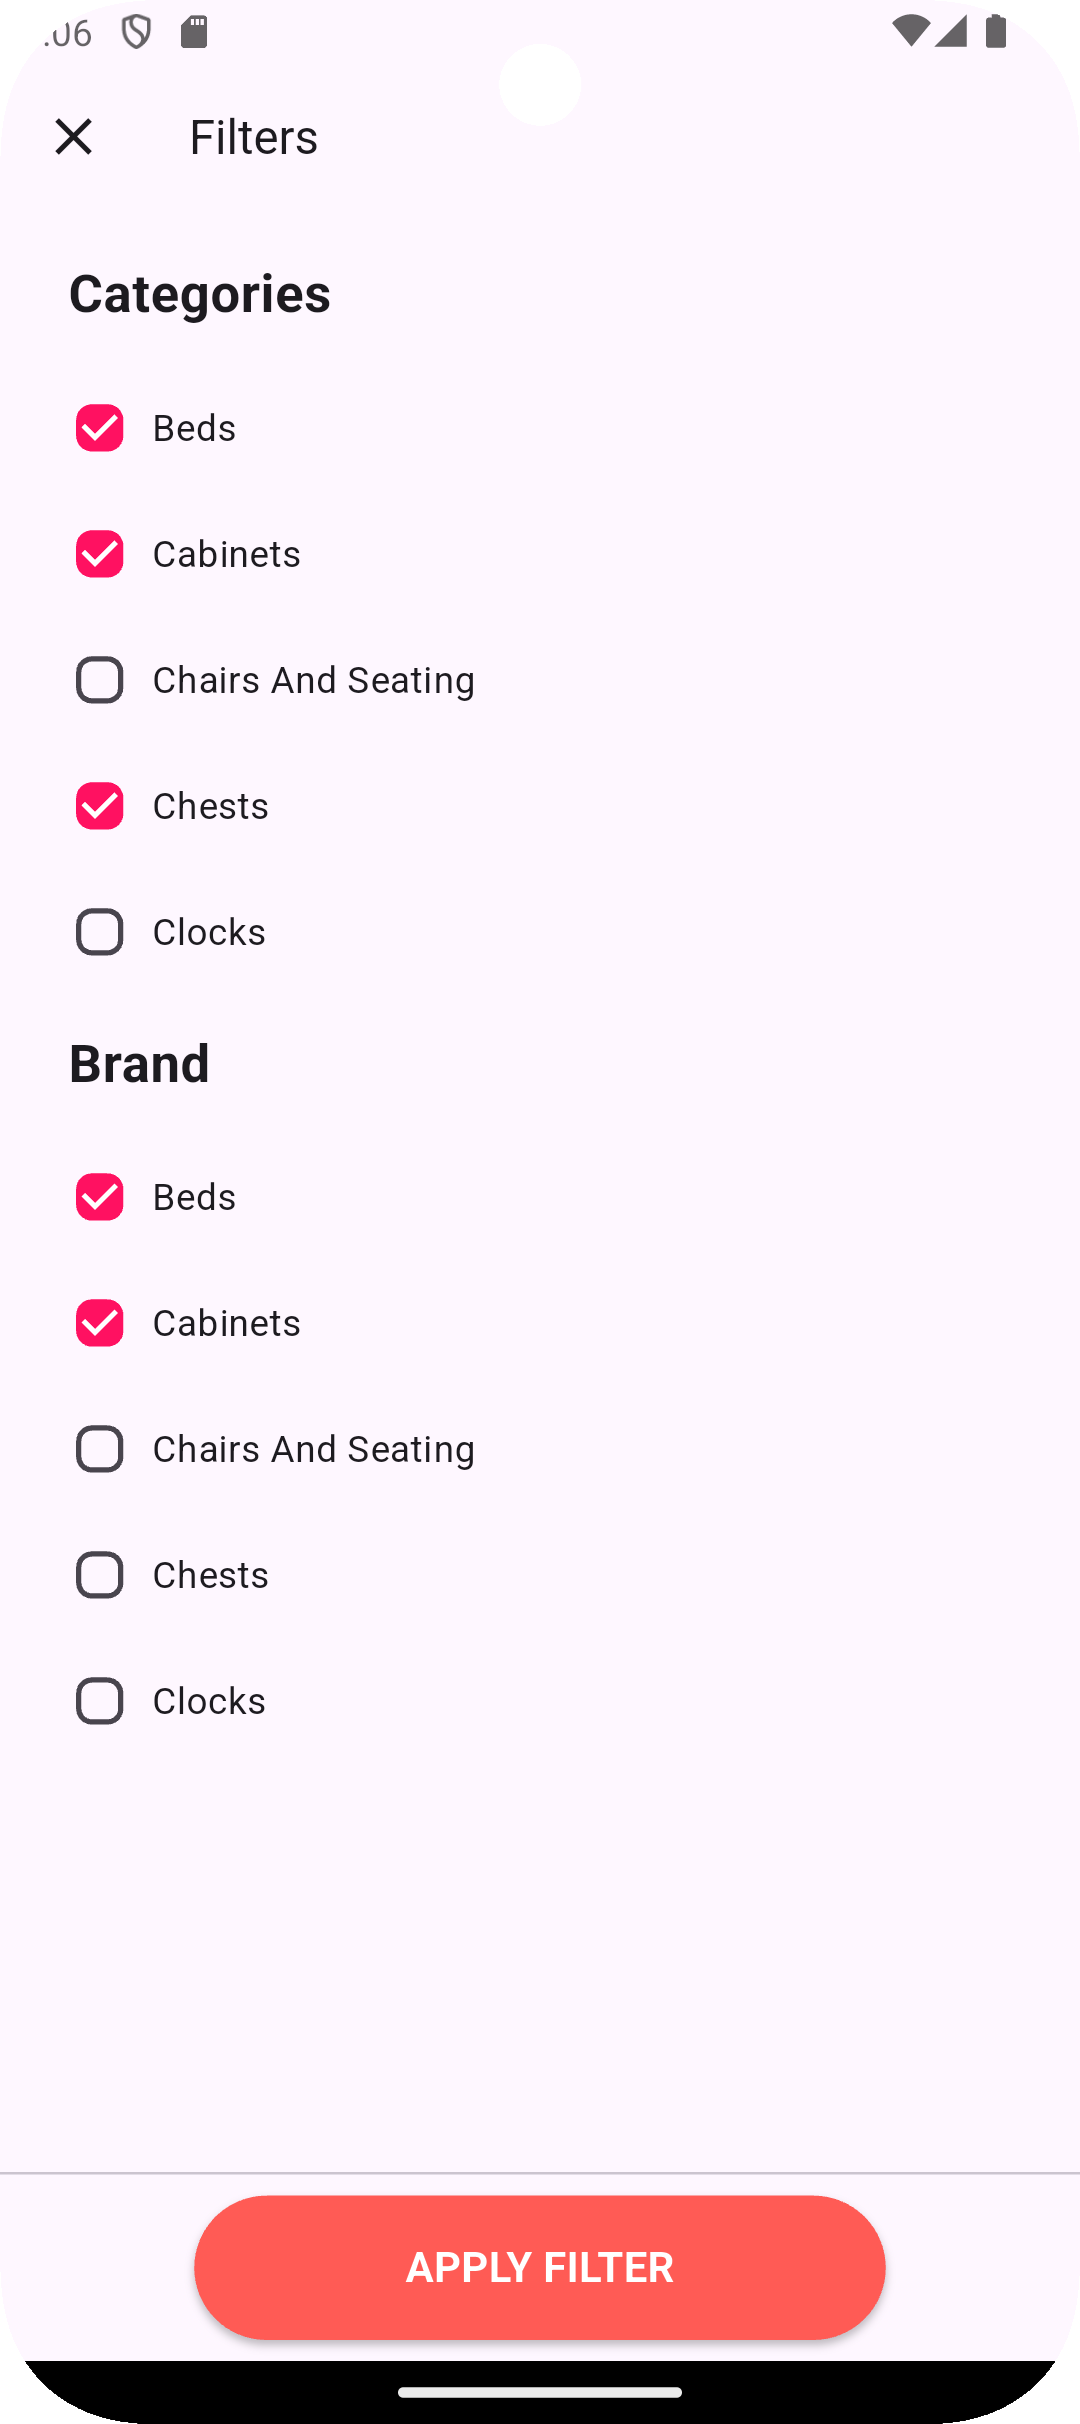 :06
Filters
Categories
Beds
Cabinets
Chairs And Seating
Chests
Clocks
Brand
Beds
Cabinets
Chairs And Seating
Chests
Clocks
APPLY FILTER